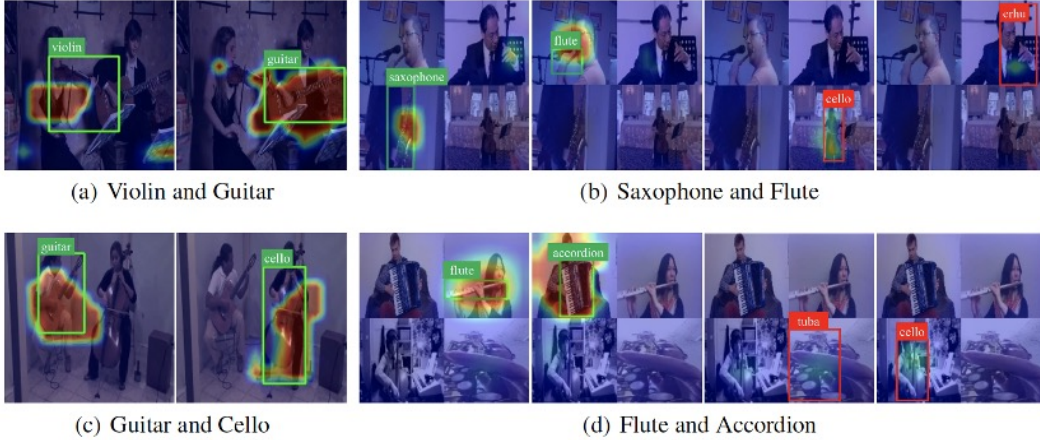 violin
guitar
flute
saxophone
cello
erhu
(a) Violin and Guitar
(b) Saxophone and Flute
guitar
cello
flute
accordion
tuba
cello
(c) Guitar and Cello
(d) Flute and Accordion